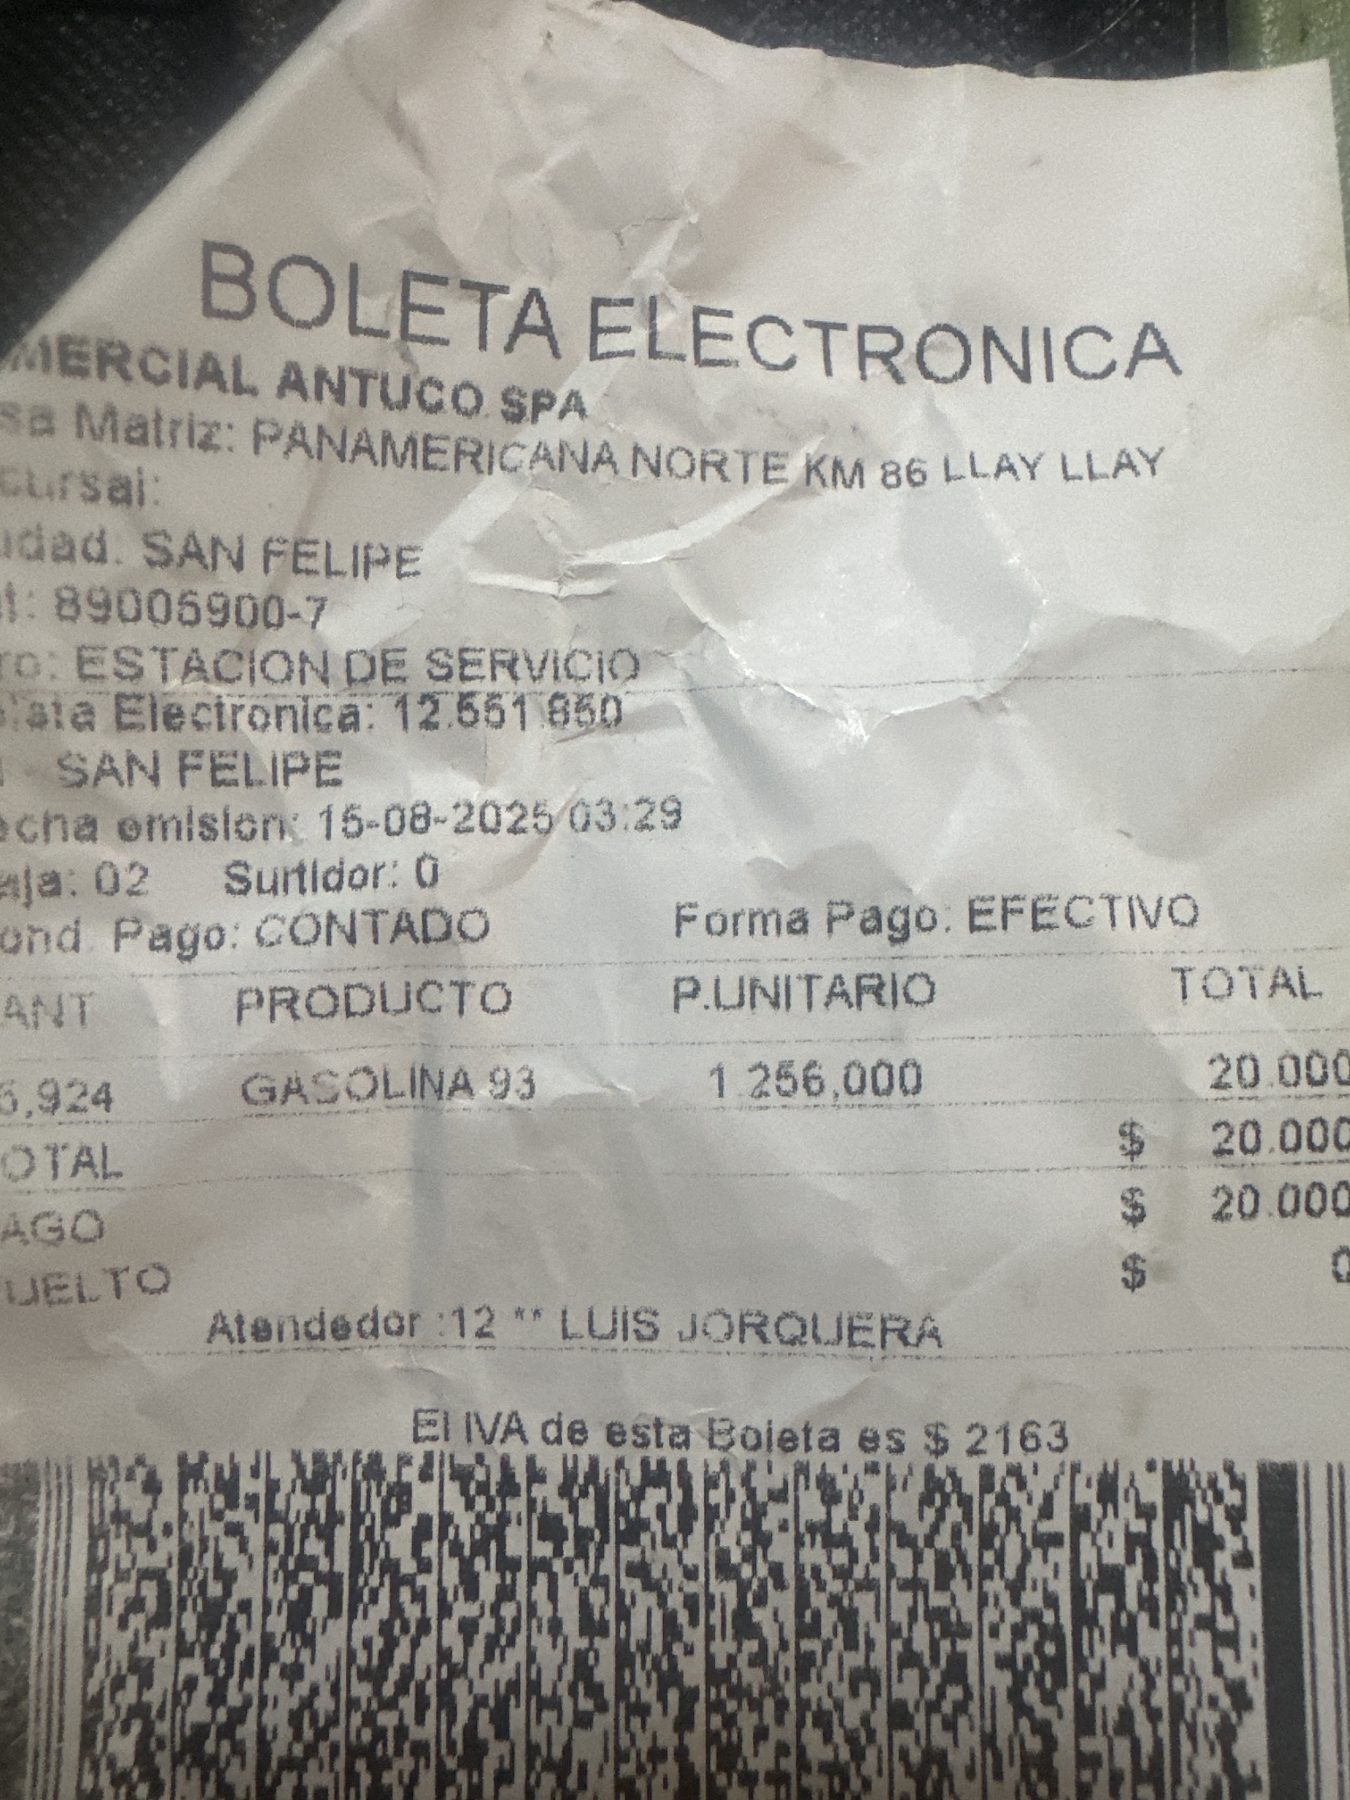 BOLETA ELECTRONICA
MERCIAL ANTUCO SPA
sa Matriz: PANAMERICANA NORTE KM 86 LLAY LLAY
cursal:
udad: SAN FELIPE
t: 89005900-7
ro: ESTACION DE SERVICIO
leta Electronica: 12.551.850
SAN FELIPE
echa emision: 15-08-2025 03:29
aja: 02 Surtidor: 0
ond. Pago: CONTADO Forma Pago: EFECTIVO
ANT PRODUCTO P.UNITARIO TOTAL
5,924 GASOLINA 93 1.256,000 20.000
OTAL $ 20.000
AGO $ 20.000
UELTO $ 0
Atendedor :12 ** LUIS JORQUERA
El IVA de esta Boleta es $ 2163